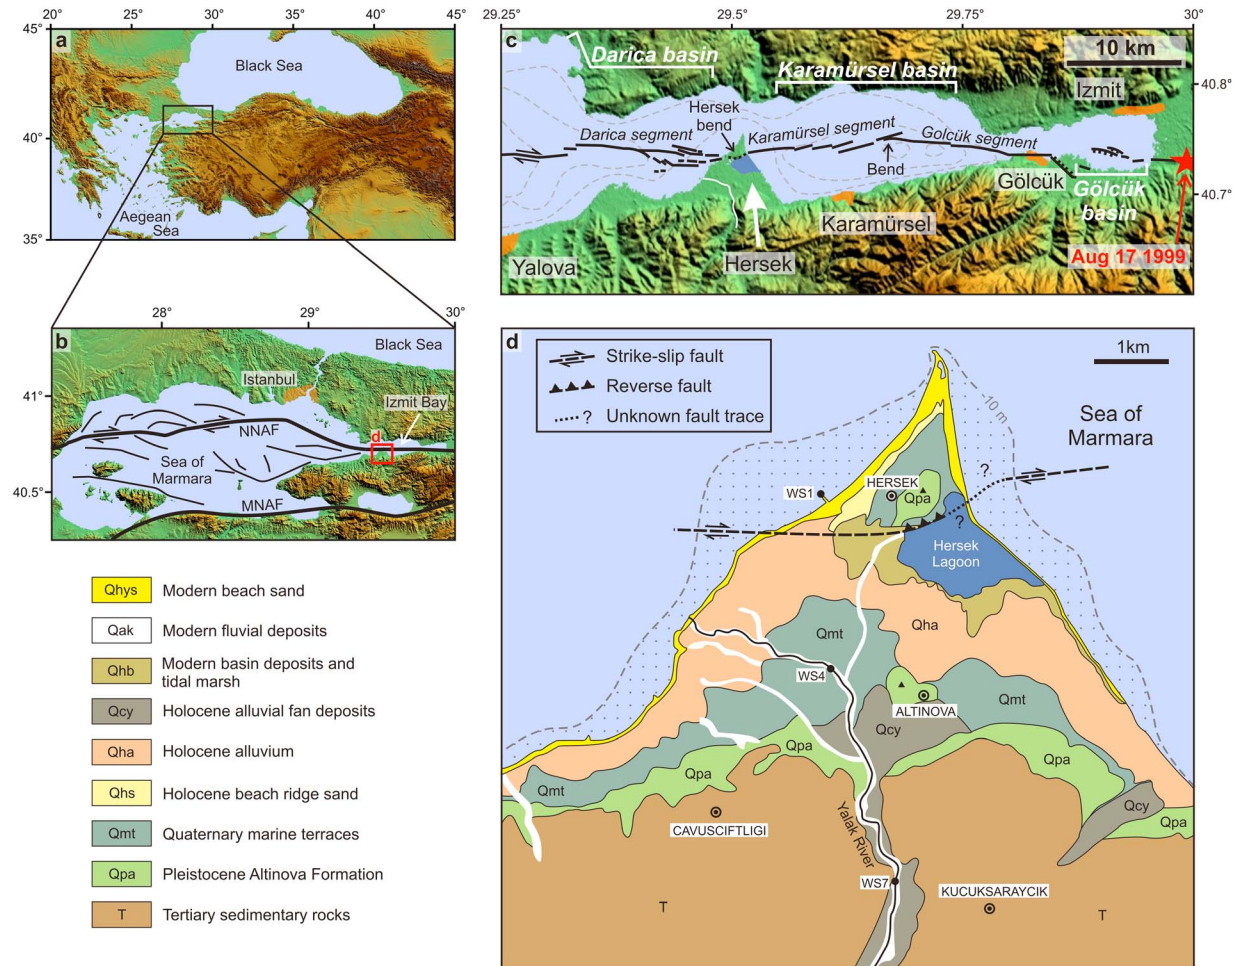 20°
25°
30°
35°
40°
45°
45°
40°
35°
a
Black Sea
Aegean
Sea
28°
29°
30°
41°
40.5°
b
Black Sea
Istanbul
Izmit Bay
NNAF
d
Sea of
Marmara
MNAF
29.25°
29.5°
29.75°
30°
40.8°
40.7°
c
Darica basin
Karamürsel basin
10 km
Izmit
Hersek
bend
Darica segment
Karamürsel segment
Golcük segment
Bend
Gölcük
Gölcük
basin
Karamürsel
Hersek
Yalova
Aug 17 1999
d
Strike-slip fault
Reverse fault
? Unknown fault trace
1km
-10 m
Sea of
Marmara
WS1
HERSEK
Qpa
?
?
Hersek
Lagoon
Qha
Qmt
WS4
ALTINOVA
Qmt
Qcy
Qpa
Qpa
Qpa
Qmt
Qcy
Qpa
CAVUSCIFTLIGI
Yalak River
WS7
KUCUKSARAYCIK
T
T
Qhys Modern beach sand
Qak Modern fluvial deposits
Qhb Modern basin deposits and
tidal marsh
Qcy Holocene alluvial fan deposits
Qha Holocene alluvium
Qhs Holocene beach ridge sand
Qmt Quaternary marine terraces
Qpa Pleistocene Altinova Formation
T Tertiary sedimentary rocks